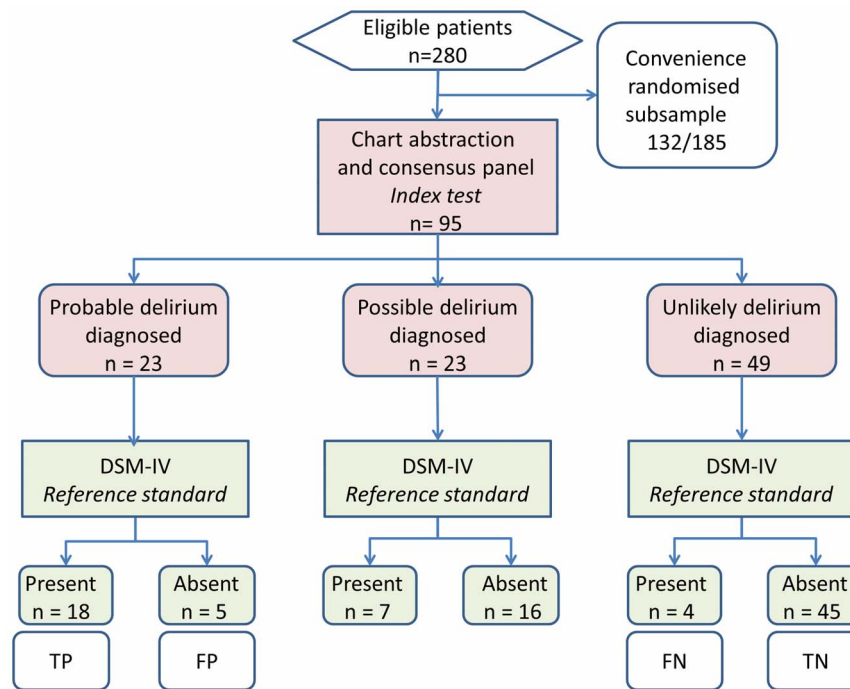 Eligible patients
n=280
Convenience
randomised
subsample
132/185
Chart abstraction
and consensus panel
Index test
n= 95
Probable delirium
diagnosed
n = 23
Possible delirium
diagnosed
n = 23
Unlikely delirium
diagnosed
n = 49
DSM-IV
Reference standard
DSM-IV
Reference standard
DSM-IV
Reference standard
Present
n = 18
Absent
n = 5
Present
n = 7
Absent
n = 16
Present
n = 4
Absent
n = 45
TP
FP
FN
TN